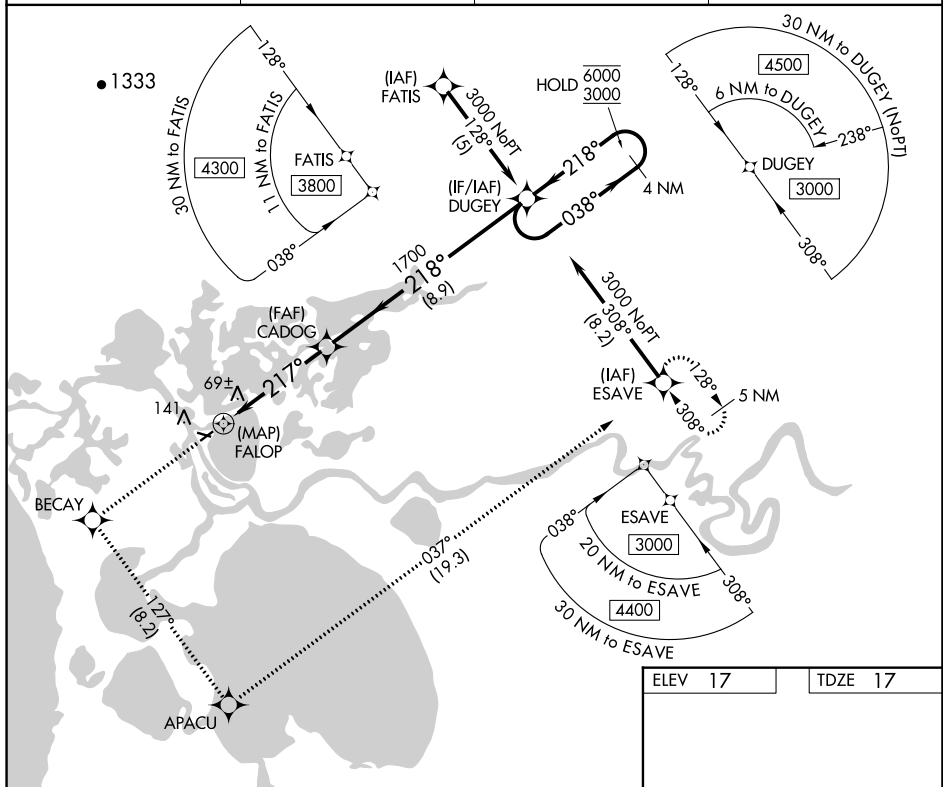 1333
30 NM to FATIS
4300
11 NM to FATIS
3800
128°
FATIS
038°
(IAF)
FATIS
3000 NoPT
128°
(5)
HOLD
6000
3000
218°
038°
4 NM
(IF/IAF)
DUGEY
30 NM to DUGEY (NoPT)
4500
6 NM to DUGEY
128°
238°
DUGEY
3000
308°
1700
218°
(8.9)
(FAF)
CADOG
217°
69±
141
(MAP)
FALOP
3000 NoPT
308°
(8.2)
(IAF)
ESAVE
128°
308°
5 NM
BECAY
127°
(8.2)
APACU
037°
(19.3)
038°
ESAVE
3000
20 NM to ESAVE
308°
4400
30 NM to ESAVE
ELEV 17
TDZE 17